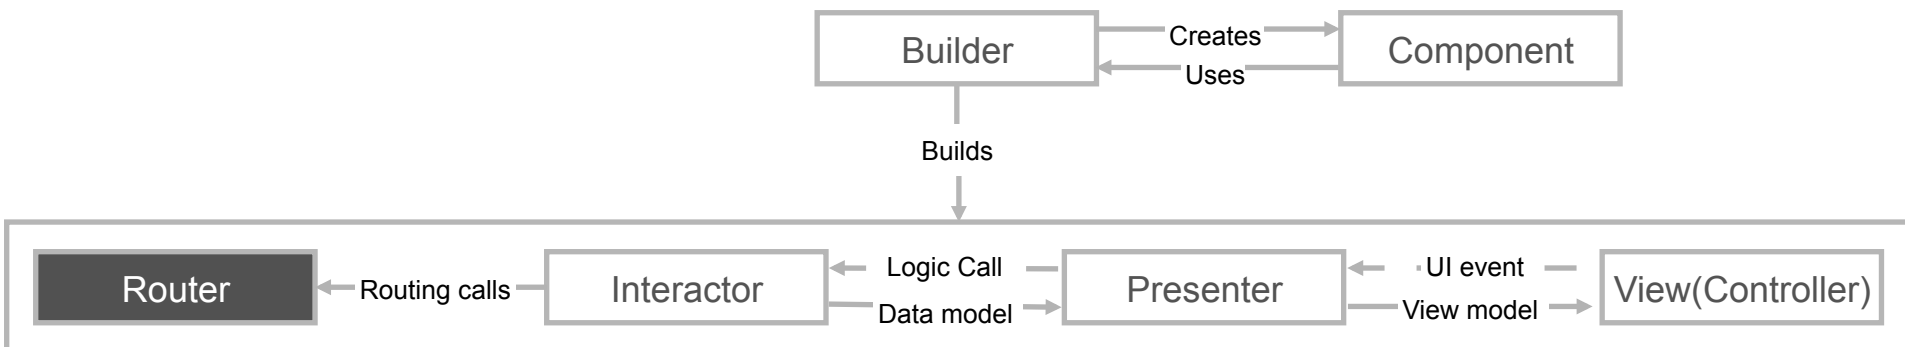 Builder
Creates
Uses
Component
Builds
Router
Routing calls
Interactor
Logic Call
Data model
Presenter
UI event
View model
View(Controller)